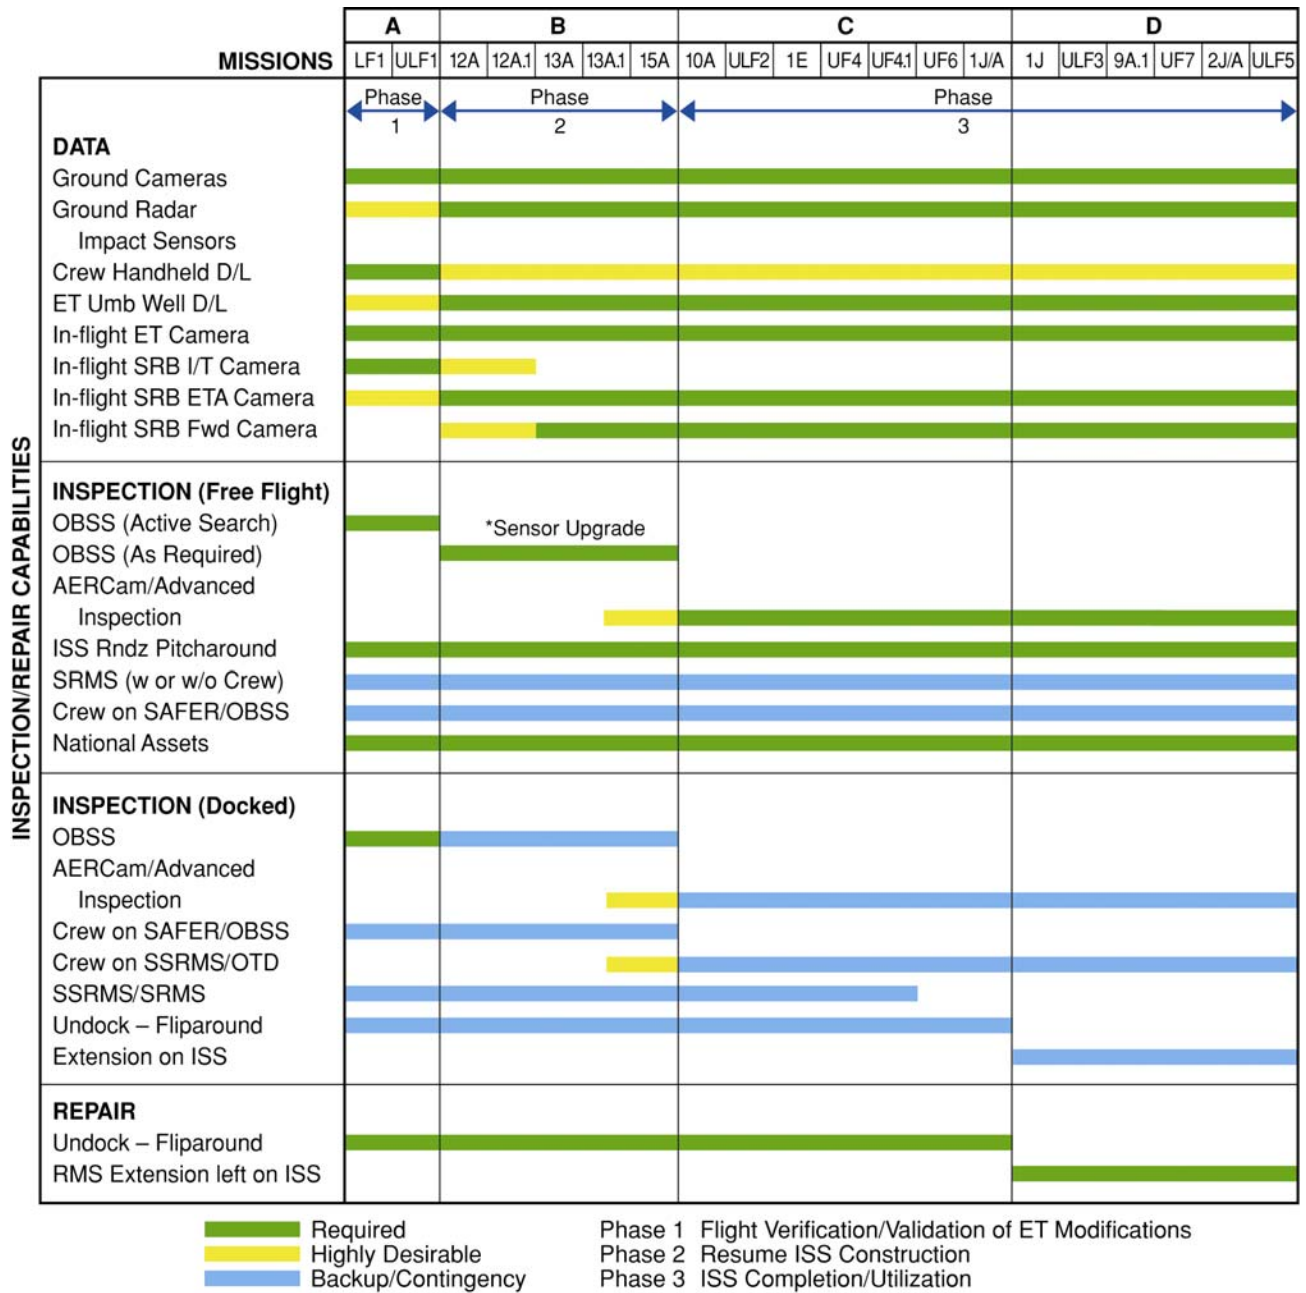 A B C D
MISSIONS LF1 ULF1 12A 12A.1 13A 13A.1 15A 10A ULF2 1E UF4 UF4.1 UF6 1J/A 1J ULF3 9A.1 UF7 2J/A ULF5
Phase Phase Phase
1 2 3
INSPECTION/REPAIR CAPABILITIES
DATA
Ground Cameras
Ground Radar
Impact Sensors
Crew Handheld D/L
ET Umb Well D/L
In-flight ET Camera
In-flight SRB I/T Camera
In-flight SRB ETA Camera
In-flight SRB Fwd Camera
INSPECTION (Free Flight)
OBSS (Active Search)
*Sensor Upgrade
OBSS (As Required)
AERCam/Advanced
Inspection
ISS Rndz Pitcharound
SRMS (w or w/o Crew)
Crew on SAFER/OBSS
National Assets
INSPECTION (Docked)
OBSS
AERCam/Advanced
Inspection
Crew on SAFER/OBSS
Crew on SSRMS/OTD
SSRMS/SRMS
Undock – Fliparound
Extension on ISS
REPAIR
Undock – Fliparound
RMS Extension left on ISS
Required Phase 1 Flight Verification/Validation of ET Modifications
Highly Desirable Phase 2 Resume ISS Construction
Backup/Contingency Phase 3 ISS Completion/Utilization